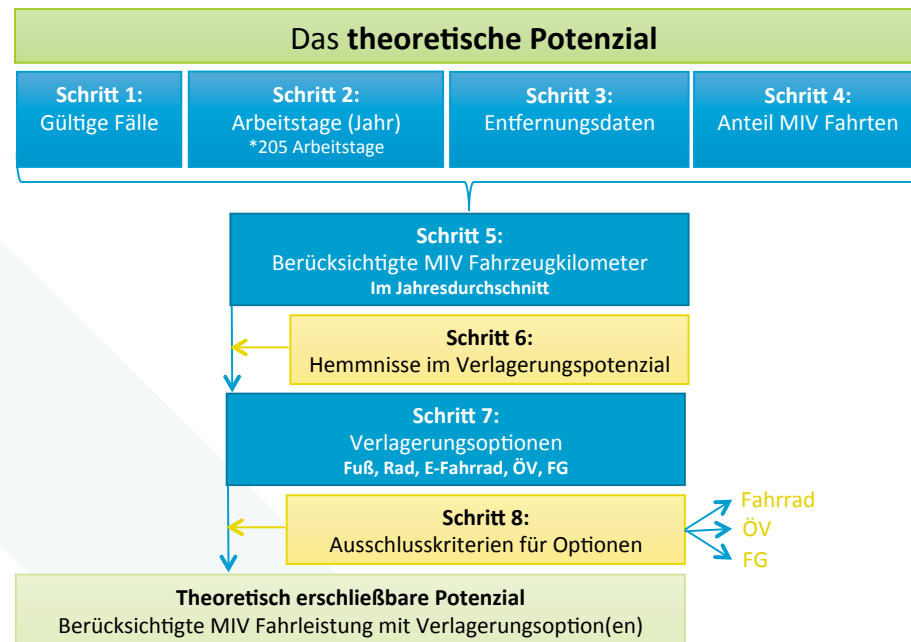 Das theoretische Potenzial
Schritt 1:
Gültige Fälle
Schritt 2:
Arbeitstage (Jahr)
*205 Arbeitstage
Schritt 3:
Entfernungsdaten
Schritt 4:
Anteil MIV Fahrten
Schritt 5:
Berücksichtigte MIV Fahrzeugkilometer
Im Jahresdurchschnitt
Schritt 6:
Hemmnisse im Verlagerungspotenzial
Schritt 7:
Verlagerungsoptionen
Fuß, Rad, E-Fahrrad, ÖV, FG
Schritt 8:
Ausschlusskriterien für Optionen
Fahrrad
ÖV
FG
Theoretisch erschließbare Potenzial
Berücksichtigte MIV Fahrleistung mit Verlagerungsoption(en)